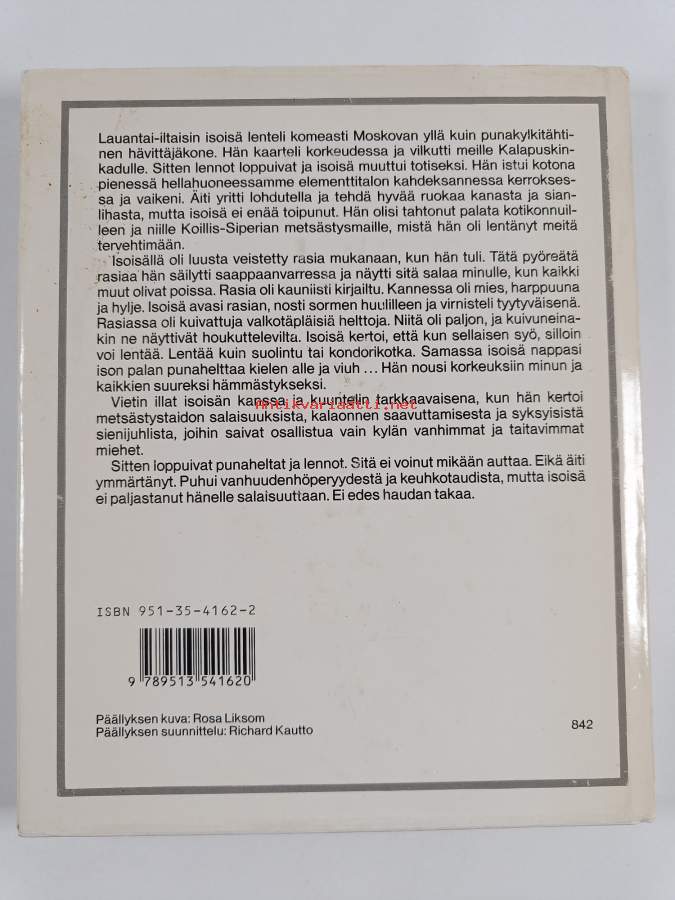 Lauantai-iltaisin isoisä lenteli komeasti Moskovan yllä kuin punakylkitähti-
nen hävittäjäkone. Hän kaarteli korkeudessa ja vilkutti meille Kalapuskin-
kadulle. Sitten lennot loppuivat ja isoisä muuttui totiseksi. Hän istui kotona
pienessä hellahuoneessamme elementtitalon kahdeksannessa kerrokses-
sa ja vaikeni. Äiti yritti lohdutella ja tehdä hyvää ruokaa kanasta ja sian-
lihasta, mutta isoisä ei enää toipunut. Hän olisi tahtonut palata kotikonnuil-
leen ja niille Koillis-Siperian metsästysmaille, mistä hän oli lentänyt meitä
tervehtimään.
Isoisällä oli luusta veistetty rasia mukanaan, kun hän tuli. Tätä pyöreätä
rasiaa hän säilytti saappaanvarressa ja näytti sitä salaa minulle, kun kaikki
muut olivat poissa. Rasia oli kauniisti kirjailtu. Kannessa oli mies, harppuuna
ja hylje. Isoisä avasi rasian, nosti sormen huulilleen ja virnisteli tyytyväisenä.
Rasiassa oli kuivattuja valkotäpläisiä helttoja. Niitä oli paljon, ja kuivuneina-
kin ne näyttivät houkuttelevilta. Isoisä kertoi, että kun sellaisen syö, silloin
voi lentää. Lentää kuin suolintu tai kondorikotka. Samassa isoisä nappasi
ison palan punahelttaa kielen alle ja viuh ... Hän nousi korkeuksiin minun ja
kaikkien suureksi hämmästykseksi.
Vietin illat isoisän kanssa ja kuuntelin tarkkaavaisena, kun hän kertoi
Antikvariaatti.net
metsästystaidon salaisuuksista, kalaonnen saavuttamisesta ja syksyisistä
sienijuhlista, joihin saivat osallistua vain kylän vanhimmat ja taitavimmat
miehet.
Sitten loppuivat punaheltat ja lennot. Sitä ei voinut mikään auttaa. Eikä äiti
ymmärtänyt. Puhui vanhuudenhöperyydestä ja keuhkotaudista, mutta isoisä
ei paljastanut hänelle salaisuuttaan. Ei edes haudan takaa.
ISBN 951-35-4162-2
9 789513 541620
Päällyksen kuva: Rosa Liksom
Päällyksen suunnittelu: Richard Kautto
842